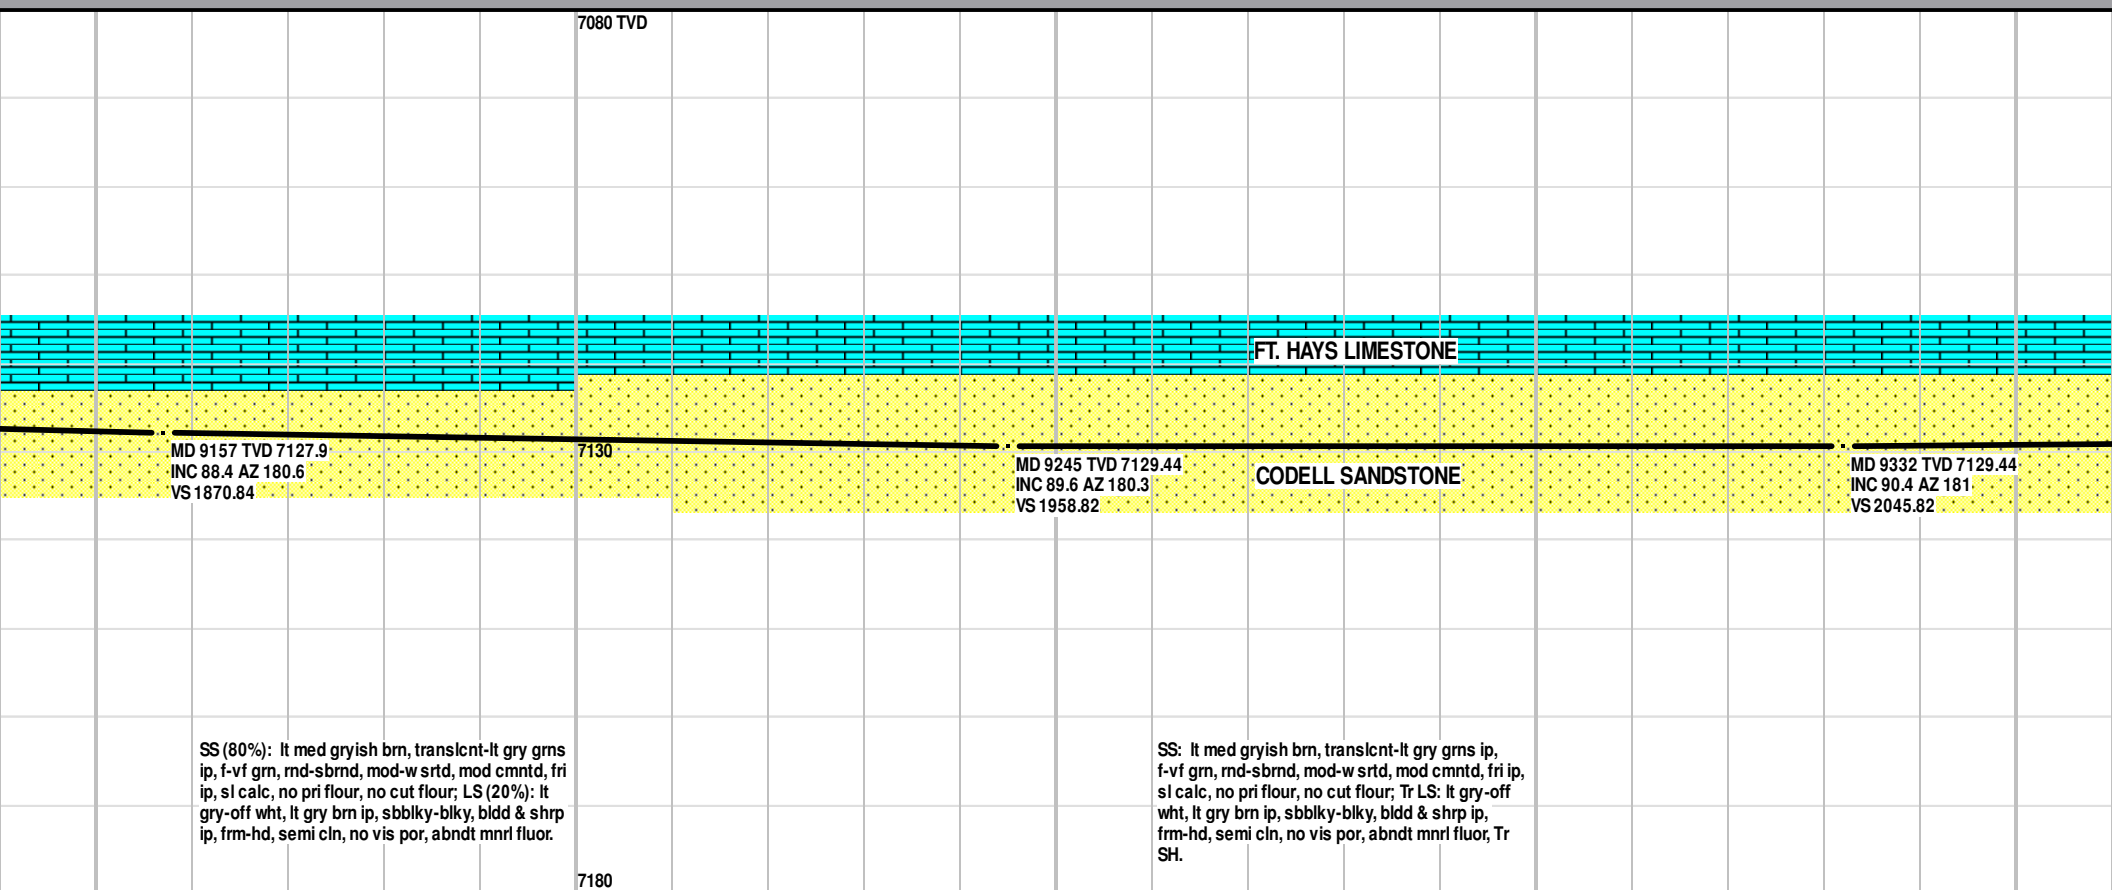 7080 TVD
FT. HAYS LIMESTONE
7130
MD 9157 TVD 7127.9
INC 88.4 AZ 180.6
VS 1870.84
MD 9245 TVD 7129.44
INC 89.6 AZ 180.3
VS 1958.82
CODELL SANDSTONE
MD 9332 TVD 7129.44
INC 90.4 AZ 181
VS 2045.82
SS (80%): lt med gryish brn, translcnt-lt gry grns
ip, f-vf grn, rnd-sbrnd, mod-w srtd, mod cmntd, fri
ip, sl calc, no pri flour, no cut flour; LS (20%): lt
gry-off wht, lt gry brn ip, sbblky-blky, bldd & shrp
ip, frm-hd, semi cln, no vis por, abndt mnrl fluor.
SS: lt med gryish brn, translcnt-lt gry grns ip,
f-vf grn, rnd-sbrnd, mod-w srtd, mod cmntd, fri ip,
sl calc, no pri flour, no cut flour; Tr LS: lt gry-off
wht, lt gry brn ip, sbblky-blky, bldd & shrp ip,
frm-hd, semi cln, no vis por, abndt mnrl fluor, Tr
SH.
7180